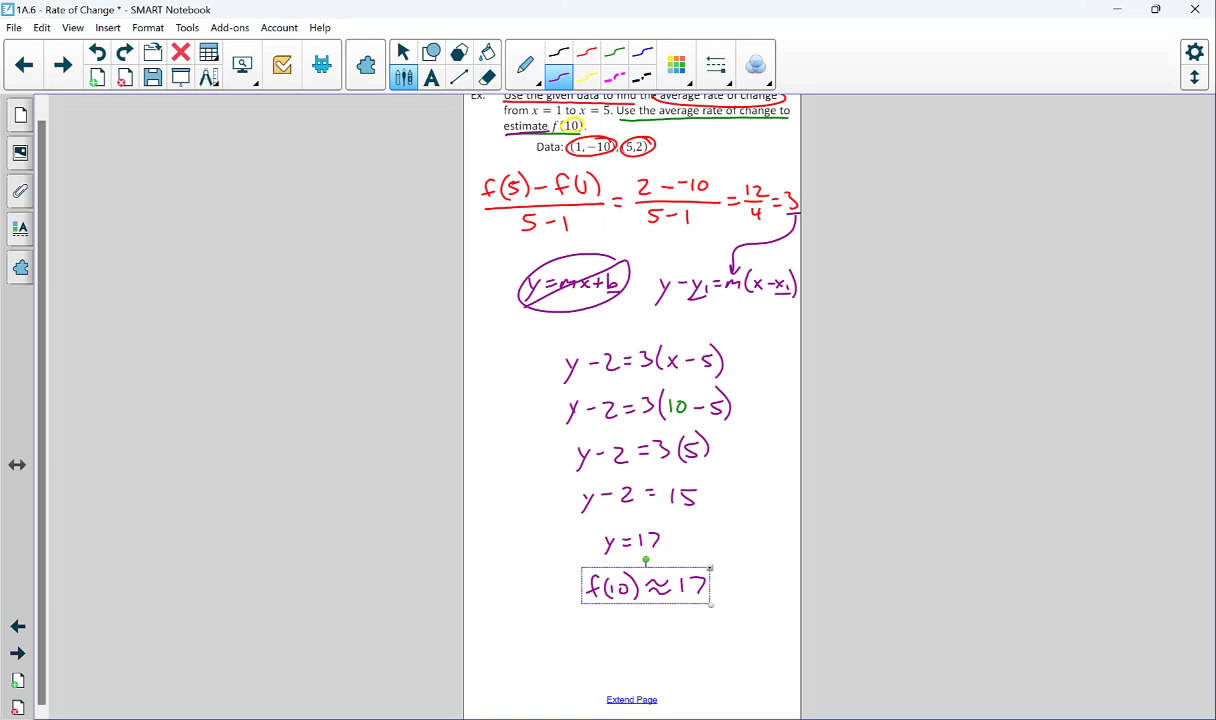 1A.6 - Rate of Change * - SMART Notebook
File Edit View Insert Format Tools Add-ons Account Help
Ex: Use the given data to find the average rate of change
from x = 1 to x = 5. Use the average rate of change to
estimate f(10).
Data: (1,−10), (5,2)
f(5) − f(1) / 5 − 1 = 2 − −10 / 5 − 1 = 12/4 = 3
y = mx + b y − y₁ = m(x − x₁)
y − 2 = 3(x − 5)
y − 2 = 3(10 − 5)
y − 2 = 3(5)
y − 2 = 15
y = 17
f(10) ≈ 17
Extend Page